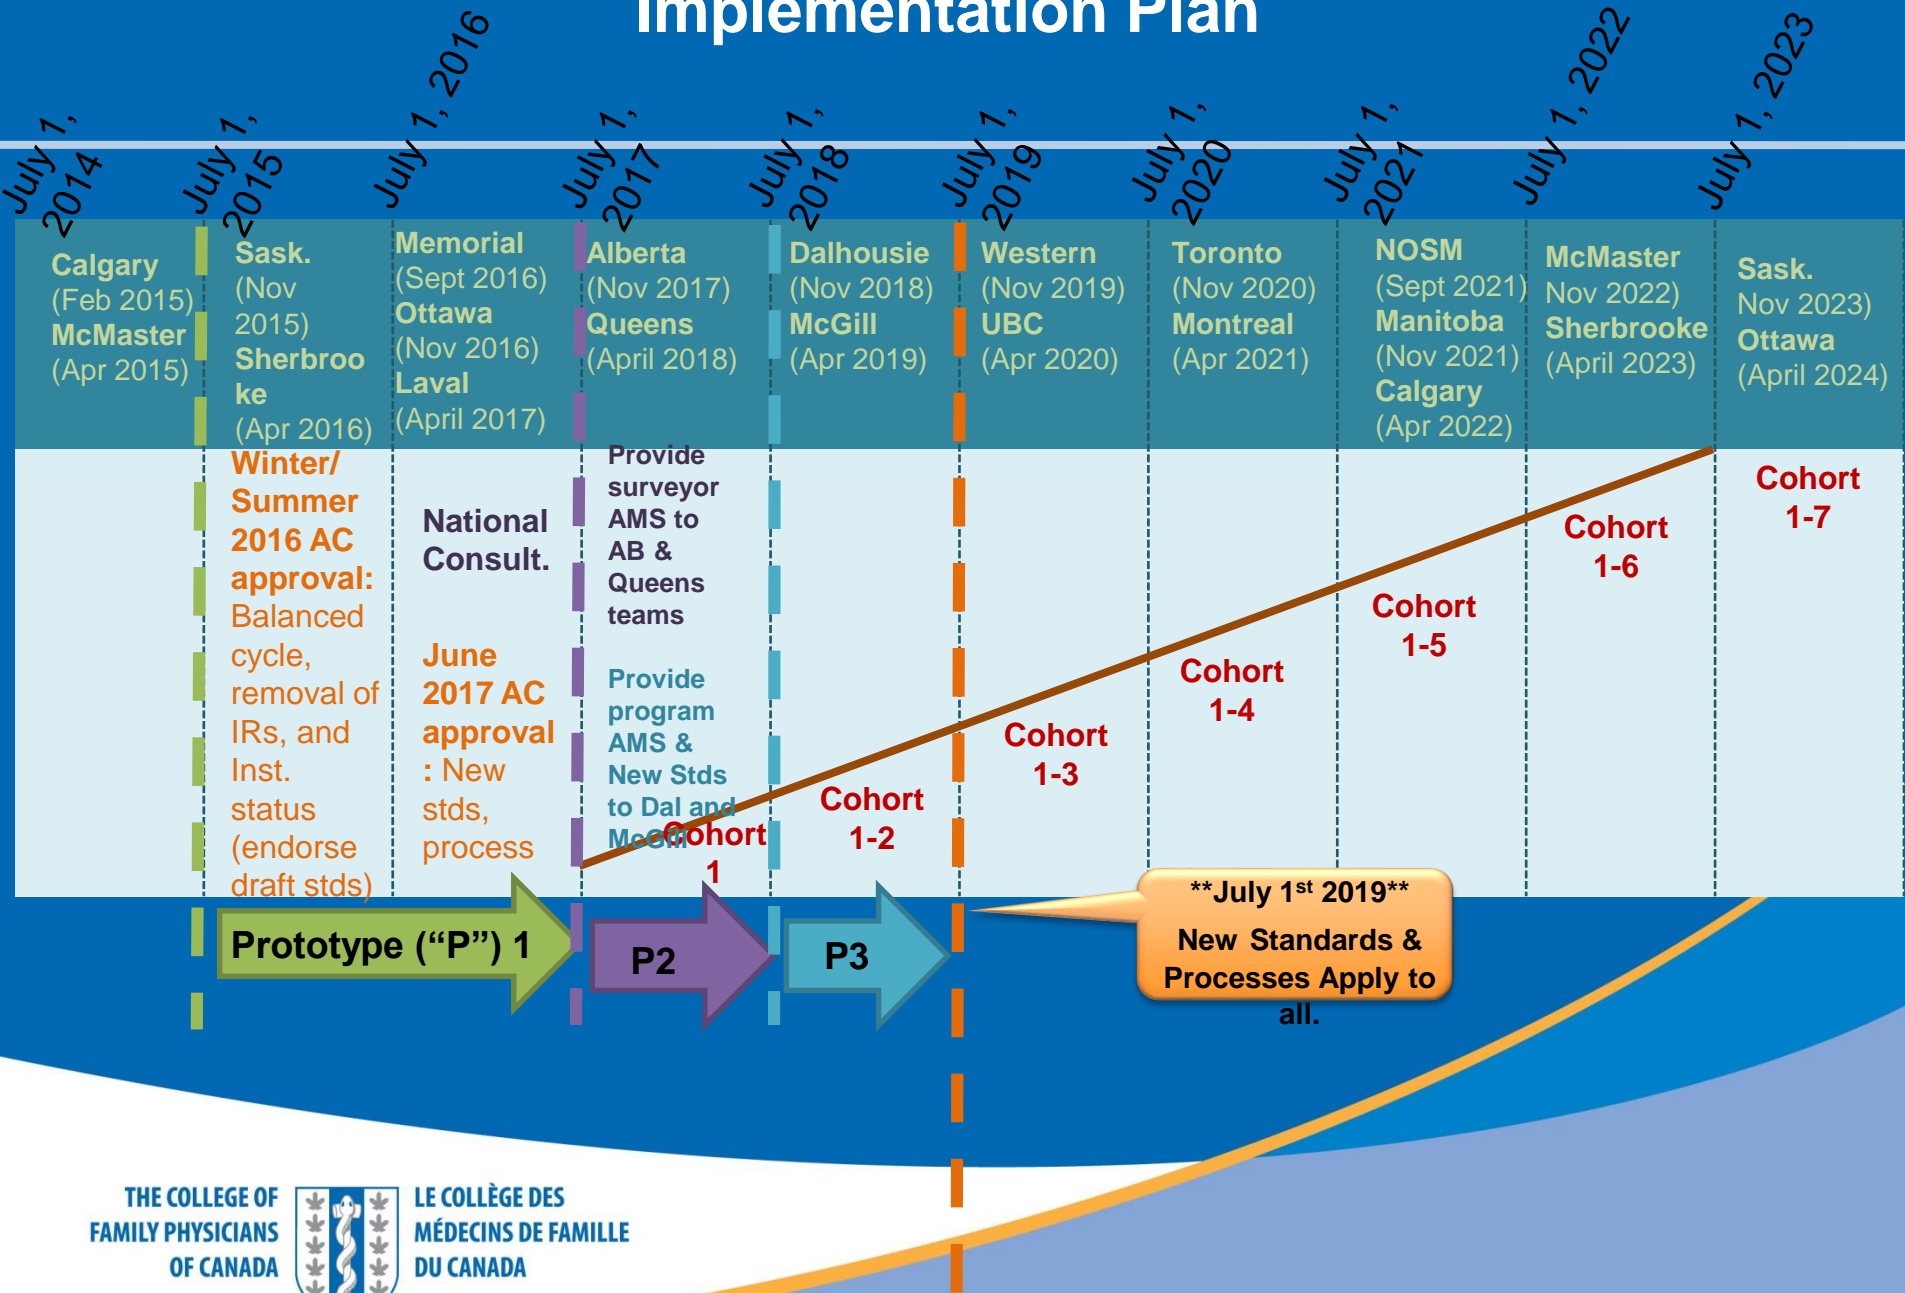 Implementation Plan
July 1,
2014
July 1,
2015
July 1, 2016
July 1,
2017
July 1,
2018
July 1,
2019
July 1,
2020
July 1,
2021
July 1, 2022
July 1, 2023
Calgary
(Feb 2015)
McMaster
(Apr 2015)
Sask.
(Nov
2015)
Sherbroo
ke
(Apr 2016)
Memorial
(Sept 2016)
Ottawa
(Nov 2016)
Laval
(April 2017)
Alberta
(Nov 2017)
Queens
(April 2018)
Dalhousie
(Nov 2018)
McGill
(Apr 2019)
Western
(Nov 2019)
UBC
(Apr 2020)
Toronto
(Nov 2020)
Montreal
(Apr 2021)
NOSM
(Sept 2021)
Manitoba
(Nov 2021)
Calgary
(Apr 2022)
McMaster
Nov 2022)
Sherbrooke
(April 2023)
Sask.
Nov 2023)
Ottawa
(April 2024)
Winter/
Summer
2016 AC
approval:
Balanced
cycle,
removal of
IRs, and
Inst.
status
(endorse
draft stds)
National
Consult.
June
2017 AC
approval
: New
stds,
process
Provide
surveyor
AMS to
AB &
Queens
teams
Provide
program
AMS &
New Stds
to Dal and
McGill
Cohort
1
Cohort
1-2
Cohort
1-3
Cohort
1-4
Cohort
1-5
Cohort
1-6
Cohort
1-7
Prototype (“P”) 1
P2
P3
**July 1st 2019**
New Standards &
Processes Apply to
all.
THE COLLEGE OF
FAMILY PHYSICIANS
OF CANADA
LE COLLÈGE DES
MÉDECINS DE FAMILLE
DU CANADA